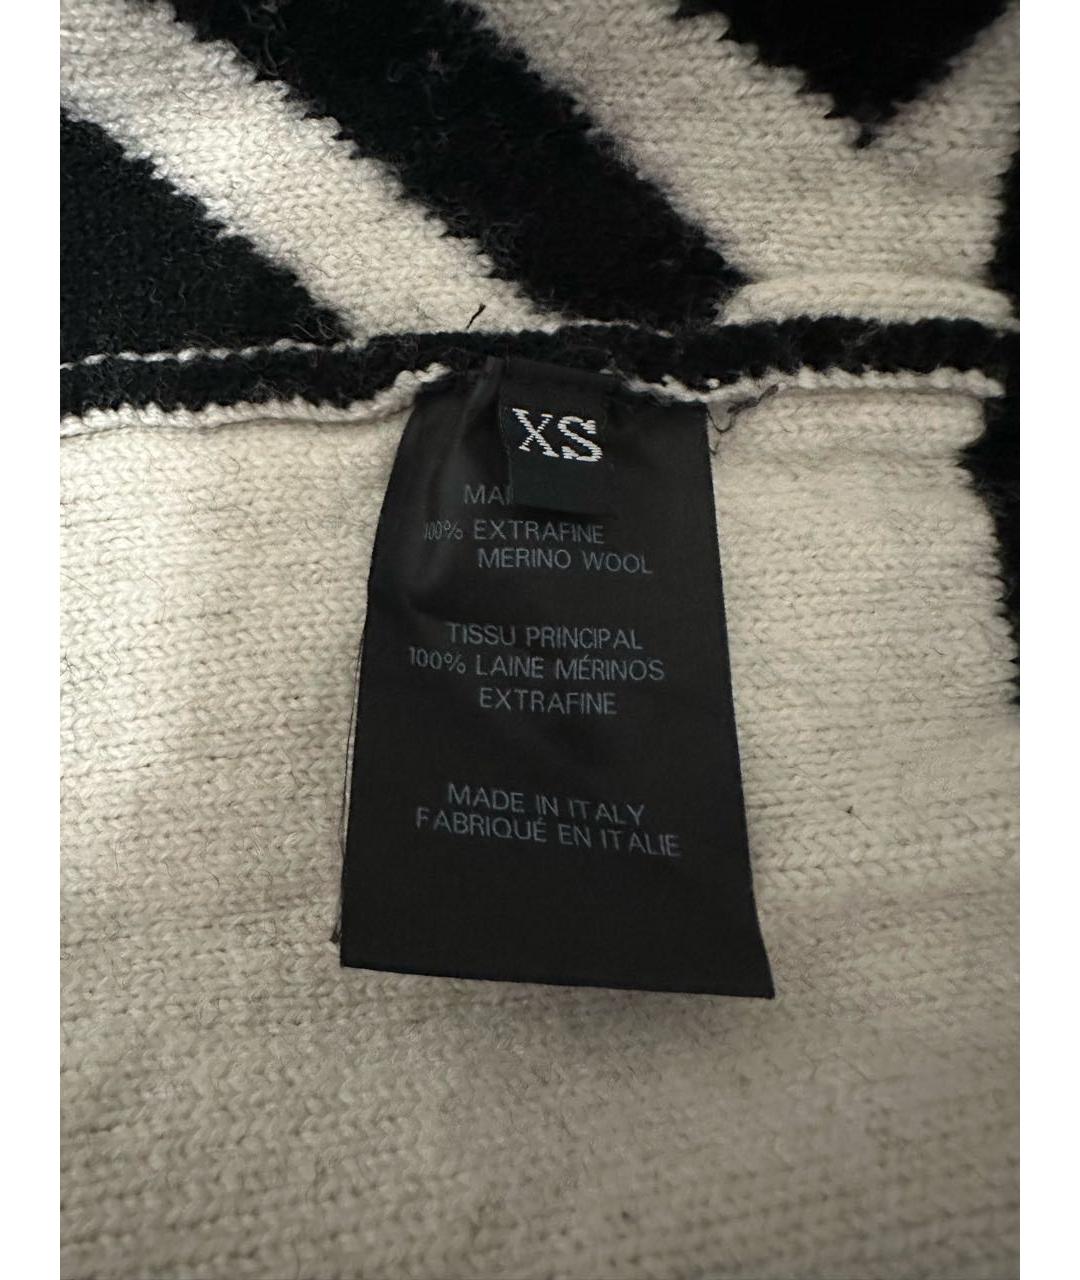 XS
100% EXTRAFINE
MERINO WOOL
TISSU PRINCIPAL
100% LAINE MÉRINOS
EXTRAFINE
MADE IN ITALY
FABRIQUÉ EN ITALIE